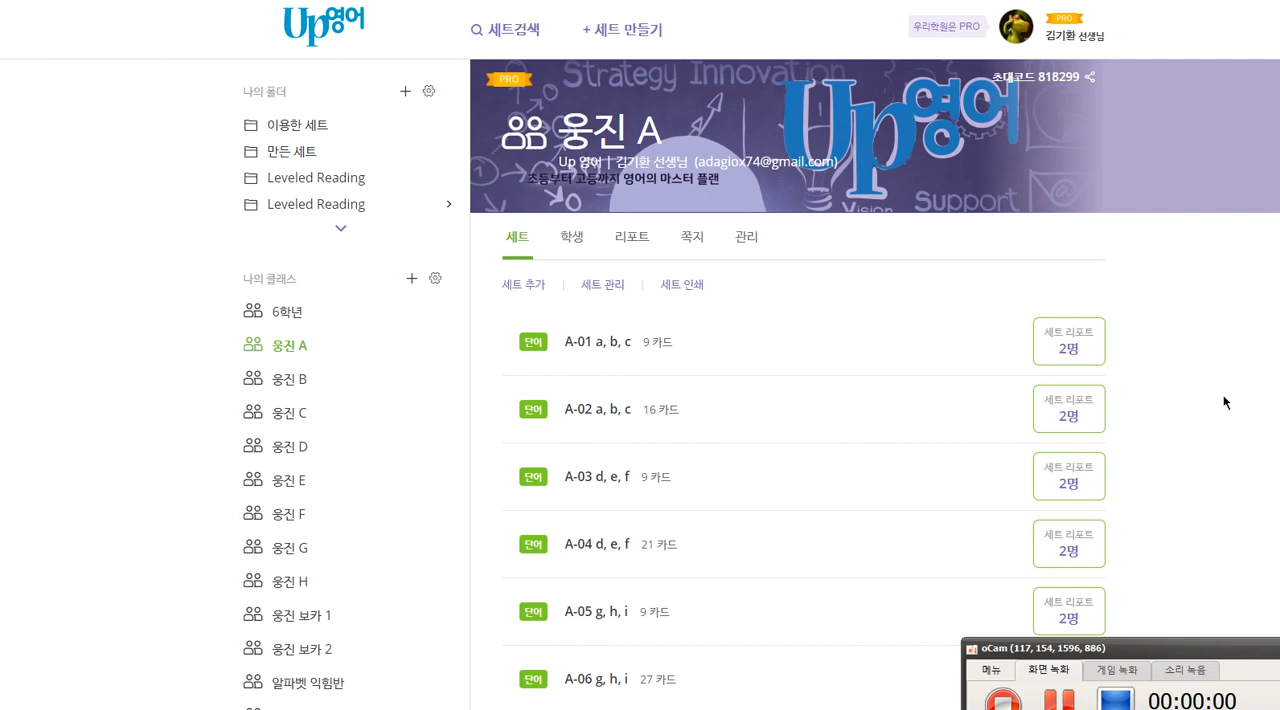 Up영어
세트검색
+ 세트 만들기
우리학원은 PRO
PRO
김기환 선생님
나의 폴더
이용한 세트
만든 세트
Leveled Reading
Leveled Reading
나의 클래스
6학년
웅진 A
웅진 B
웅진 C
웅진 D
웅진 E
웅진 F
웅진 G
웅진 H
웅진 보카 1
웅진 보카 2
알파벳 익힘반
PRO
Strategy Innovation
초대코드 818299
Up영어
웅진 A
Up 영어 | 김기환 선생님 (adagiox74@gmail.com)
초등부터 고등까지 영어의 마스터 플랜
Vision
Support
세트
학생
리포트
쪽지
관리
세트 추가
세트 관리
세트 인쇄
단어 A-01 a, b, c 9 카드
세트 리포트
2명
단어 A-02 a, b, c 16 카드
세트 리포트
2명
단어 A-03 d, e, f 9 카드
세트 리포트
2명
단어 A-04 d, e, f 21 카드
세트 리포트
2명
단어 A-05 g, h, i 9 카드
세트 리포트
2명
단어 A-06 g, h, i 27 카드
oCam (117, 154, 1596, 886)
메뉴
화면 녹화
게임 녹화
소리 녹음
00:00:00